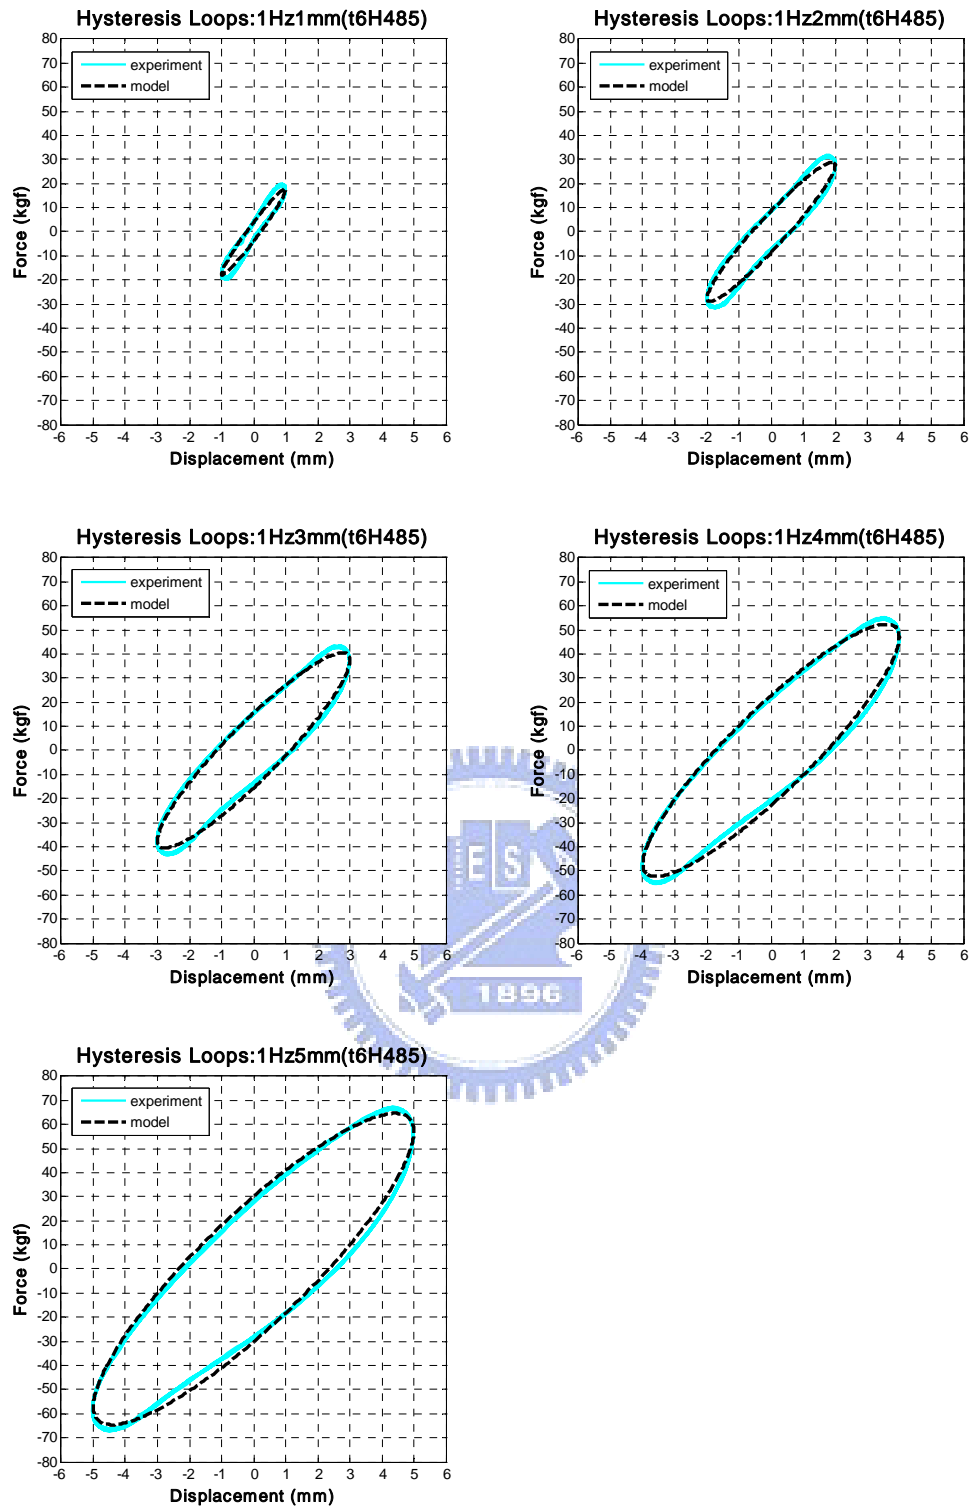 Hysteresis Loops:1Hz1mm(t6H485)
80
70
60
50
40
30
20
10
0
-10
-20
-30
-40
-50
-60
-70
-80
Force (kgf)
experiment
model
-6 -5 -4 -3 -2 -1 0 1 2 3 4 5 6
Displacement (mm)
Hysteresis Loops:1Hz2mm(t6H485)
80
70
60
50
40
30
20
10
0
-10
-20
-30
-40
-50
-60
-70
-80
Force (kgf)
experiment
model
-6 -5 -4 -3 -2 -1 0 1 2 3 4 5 6
Displacement (mm)
Hysteresis Loops:1Hz3mm(t6H485)
80
70
60
50
40
30
20
10
0
-10
-20
-30
-40
-50
-60
-70
-80
Force (kgf)
experiment
model
-6 -5 -4 -3 -2 -1 0 1 2 3 4 5 6
Displacement (mm)
Hysteresis Loops:1Hz4mm(t6H485)
80
70
60
50
40
30
20
10
0
-10
-20
-30
-40
-50
-60
-70
-80
Force (kgf)
experiment
model
-6 -5 -4 -3 -2 -1 0 1 2 3 4 5 6
Displacement (mm)
ES
1896
Hysteresis Loops:1Hz5mm(t6H485)
80
70
60
50
40
30
20
10
0
-10
-20
-30
-40
-50
-60
-70
-80
Force (kgf)
experiment
model
-6 -5 -4 -3 -2 -1 0 1 2 3 4 5 6
Displacement (mm)